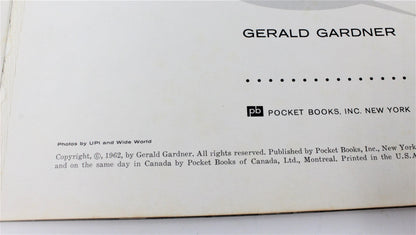 GERALD GARDNER
pb POCKET BOOKS, INC. NEW YORK
Photos by UPI and Wide World
Copyright, ©, 1962, by Gerald Gardner. All rights reserved. Published by Pocket Books, Inc., New York
and on the same day in Canada by Pocket Books of Canada, Ltd., Montreal. Printed in the U.S.A